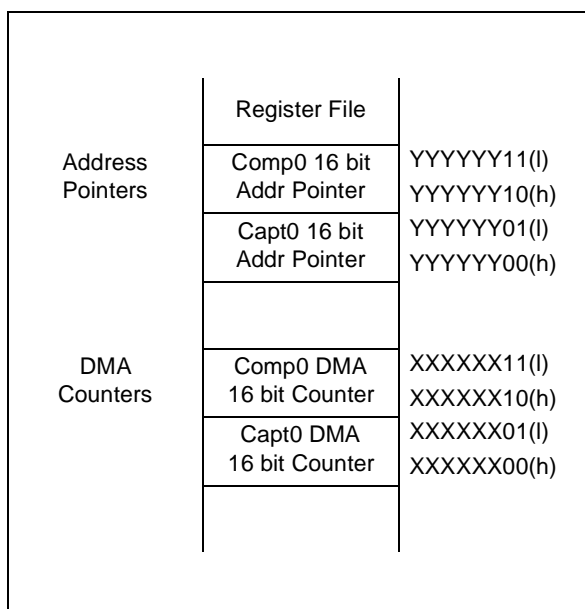 Register File
Address
Pointers
Comp0 16 bit
Addr Pointer
YYYYYY11(l)
YYYYYY10(h)
Capt0 16 bit
Addr Pointer
YYYYYY01(l)
YYYYYY00(h)
DMA
Counters
Comp0 DMA
16 bit Counter
XXXXXX11(l)
XXXXXX10(h)
Capt0 DMA
16 bit Counter
XXXXXX01(l)
XXXXXX00(h)